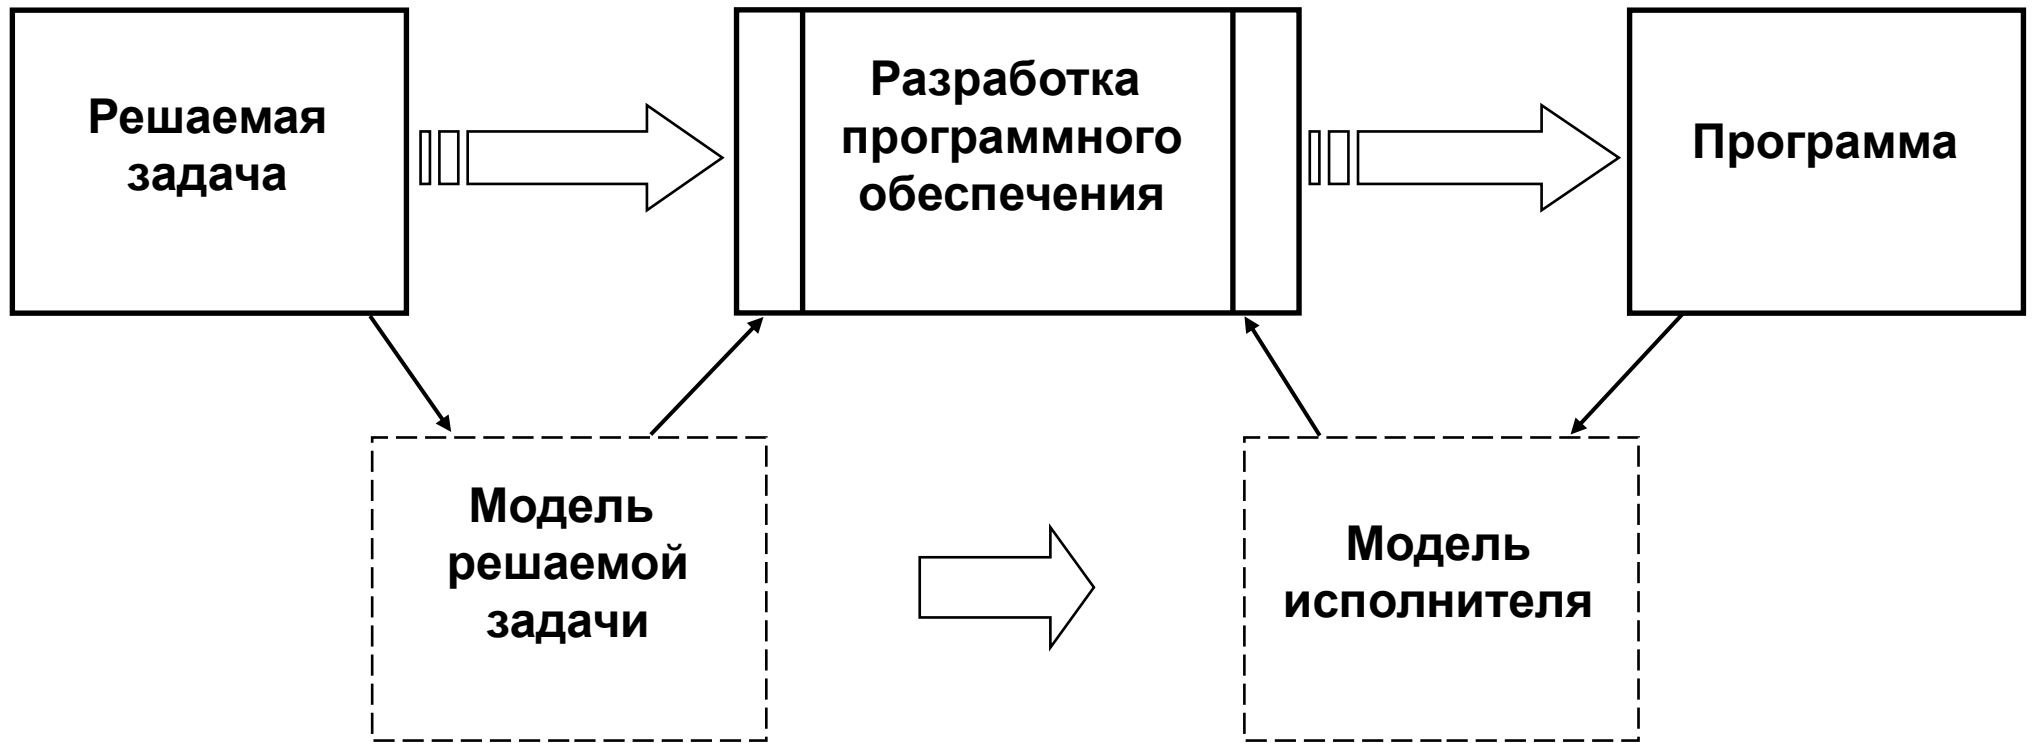 Решаемая
задача
Разработка
программного
обеспечения
Программа
Модель
решаемой
задачи
Модель
исполнителя